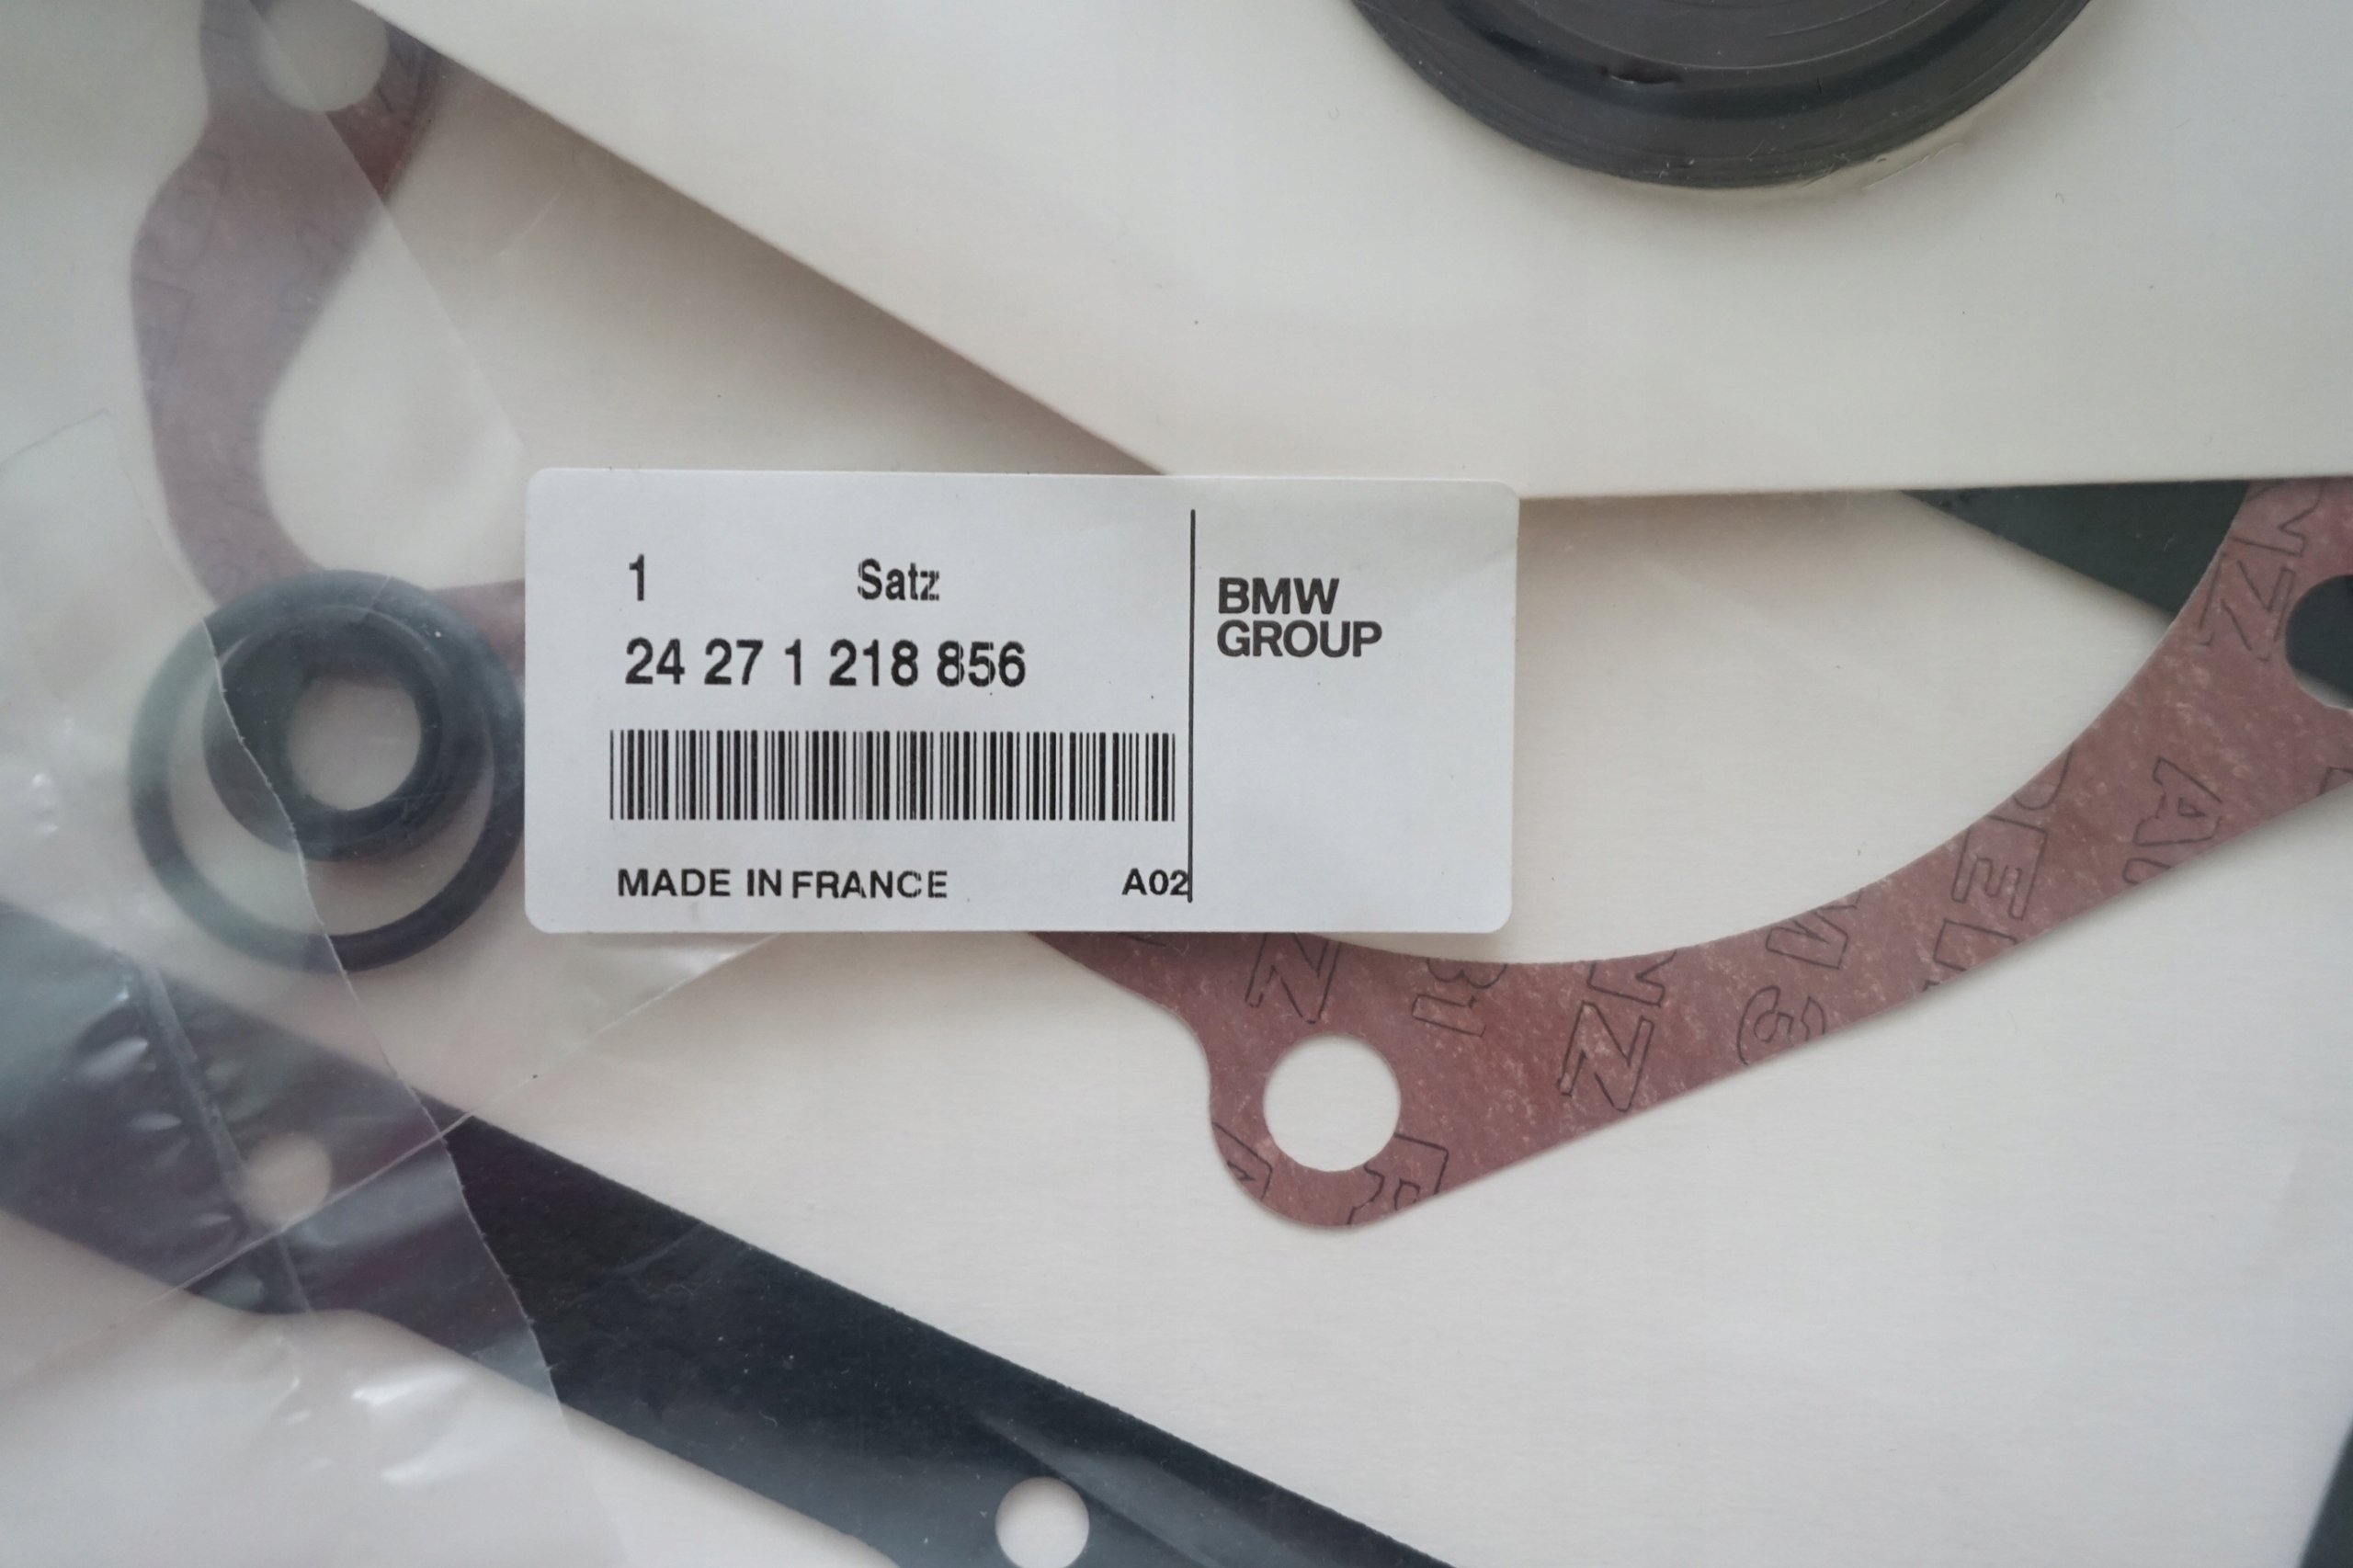 1 Satz
24 27 1 218 856
MADE IN FRANCE A02
BMW
GROUP